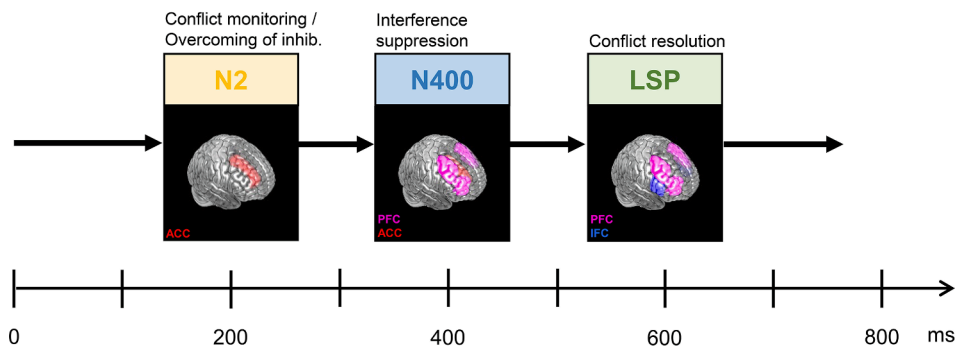 Conflict monitoring /
Overcoming of inhib.
N2
ACC
Interference
suppression
N400
PFC
ACC
Conflict resolution
LSP
PFC
IFC
0
200
400
600
800
ms